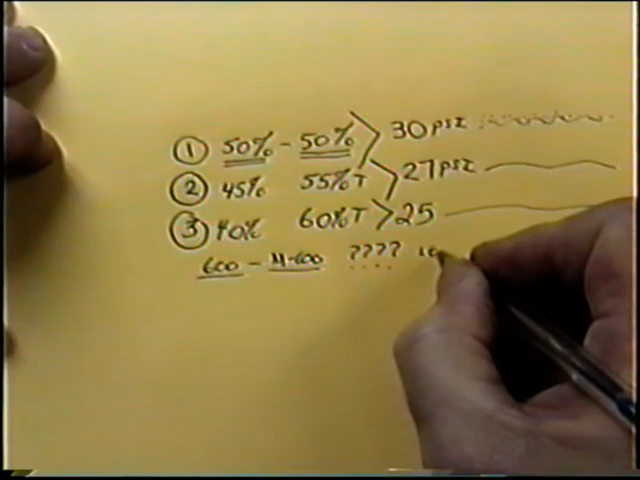 ① 50% - 50% > 30 PSI
② 45% 55% T > 27 PSI
③ 40% 60% T > 25
600 - M-600 ????